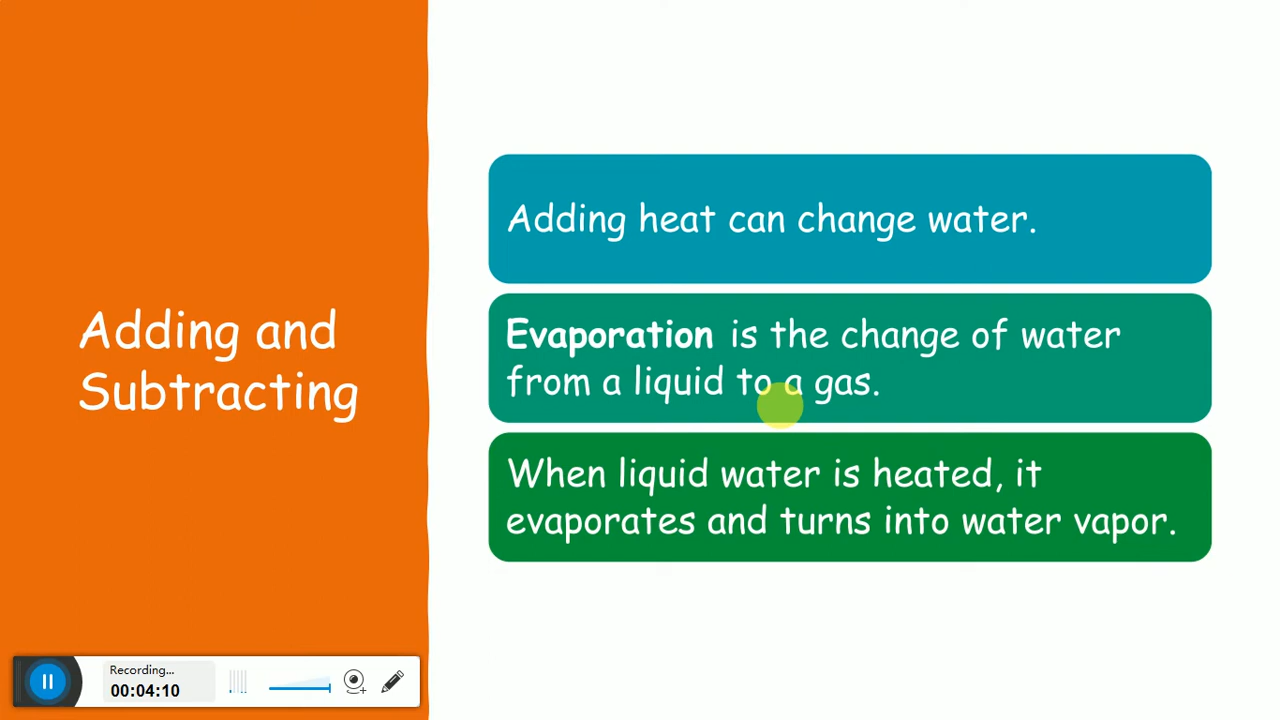 Adding and
Subtracting
Adding heat can change water.
Evaporation is the change of water
from a liquid to a gas.
When liquid water is heated, it
evaporates and turns into water vapor.
Recording...
00:04:10